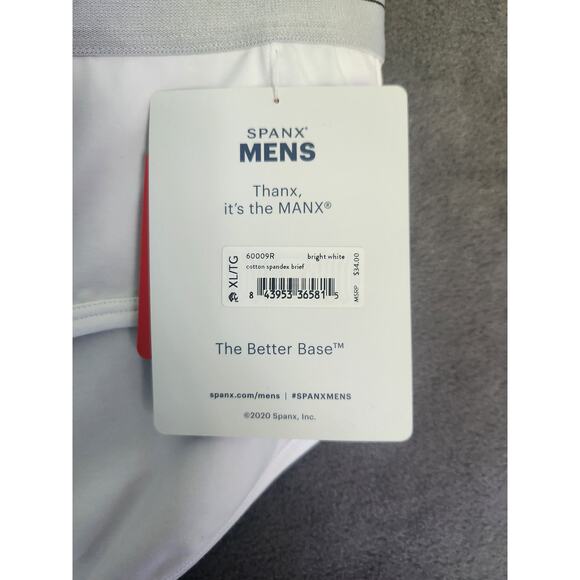 SPANX®
MENS
Thanx,
it's the MANX®
XL/TG
60009R bright white
cotton spandex brief
8 43953 36581 5
MSRP $34.00
The Better Base™
spanx.com/mens | #SPANXMENS
©2020 Spanx, Inc.